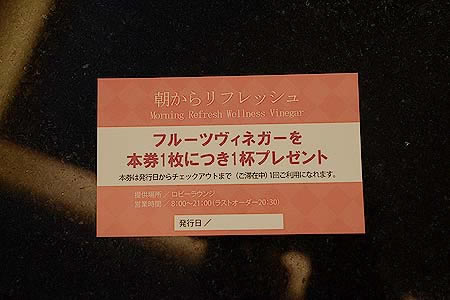 朝からリフレッシュ
Morning Refresh Wellness Vinegar
フルーツヴィネガーを
本券1枚につき1杯プレゼント
本券は発行日からチェックアウトまで（ご滞在中）1回ご利用になれます。
提供場所／ロビーラウンジ
営業時間／8:00～21:00（ラストオーダー20:30）
発行日／